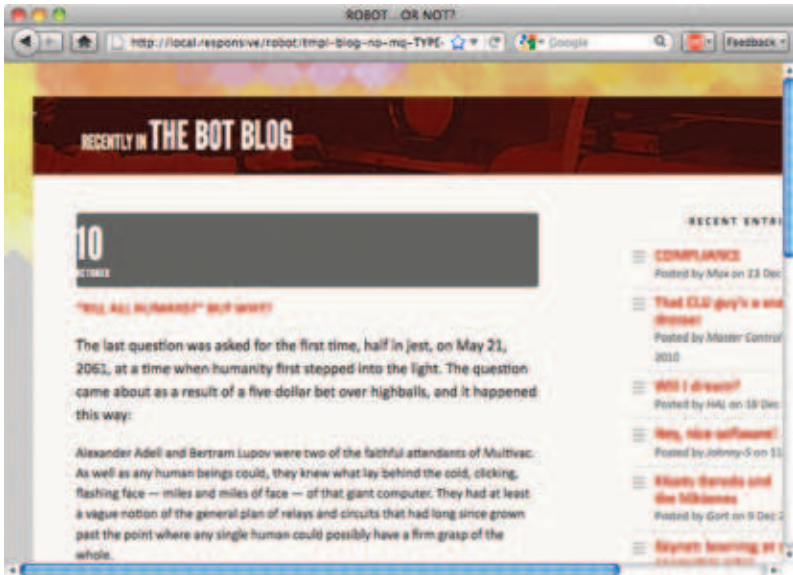 ROBOT... OR NOT?
http://local.responsive/robot/tmpl-blog-no-mq-TYPE-
Google
Feedback
RECENTLY IN THE BOT BLOG
10
OCTOBER
"KILL ALL HUMANS!" BUT WHY?
The last question was asked for the first time, half in jest, on May 21,
2061, at a time when humanity first stepped into the light. The question
came about as a result of a five dollar bet over highballs, and it happened
this way:
Alexander Adell and Bertram Lupov were two of the faithful attendants of Multivac.
As well as any human beings could, they knew what lay behind the cold, clicking,
flashing face — miles and miles of face — of that giant computer. They had at least
a vague notion of the general plan of relays and circuits that had long since grown
past the point where any single human could possibly have a firm grasp of the
whole.
RECENT ENTRI
COMPLIANCE
Posted by Max on 23 Dec
That CLU guy's a
Posted by Master Control
2010
Will I dream?
Posted by HAL on 18 Dec
Hey, nice software!
Posted by Johnny-5 on 11
Klaatu Barada and
the Niktones
Posted by Gort on 9 Dec 2
Skynet: learning at